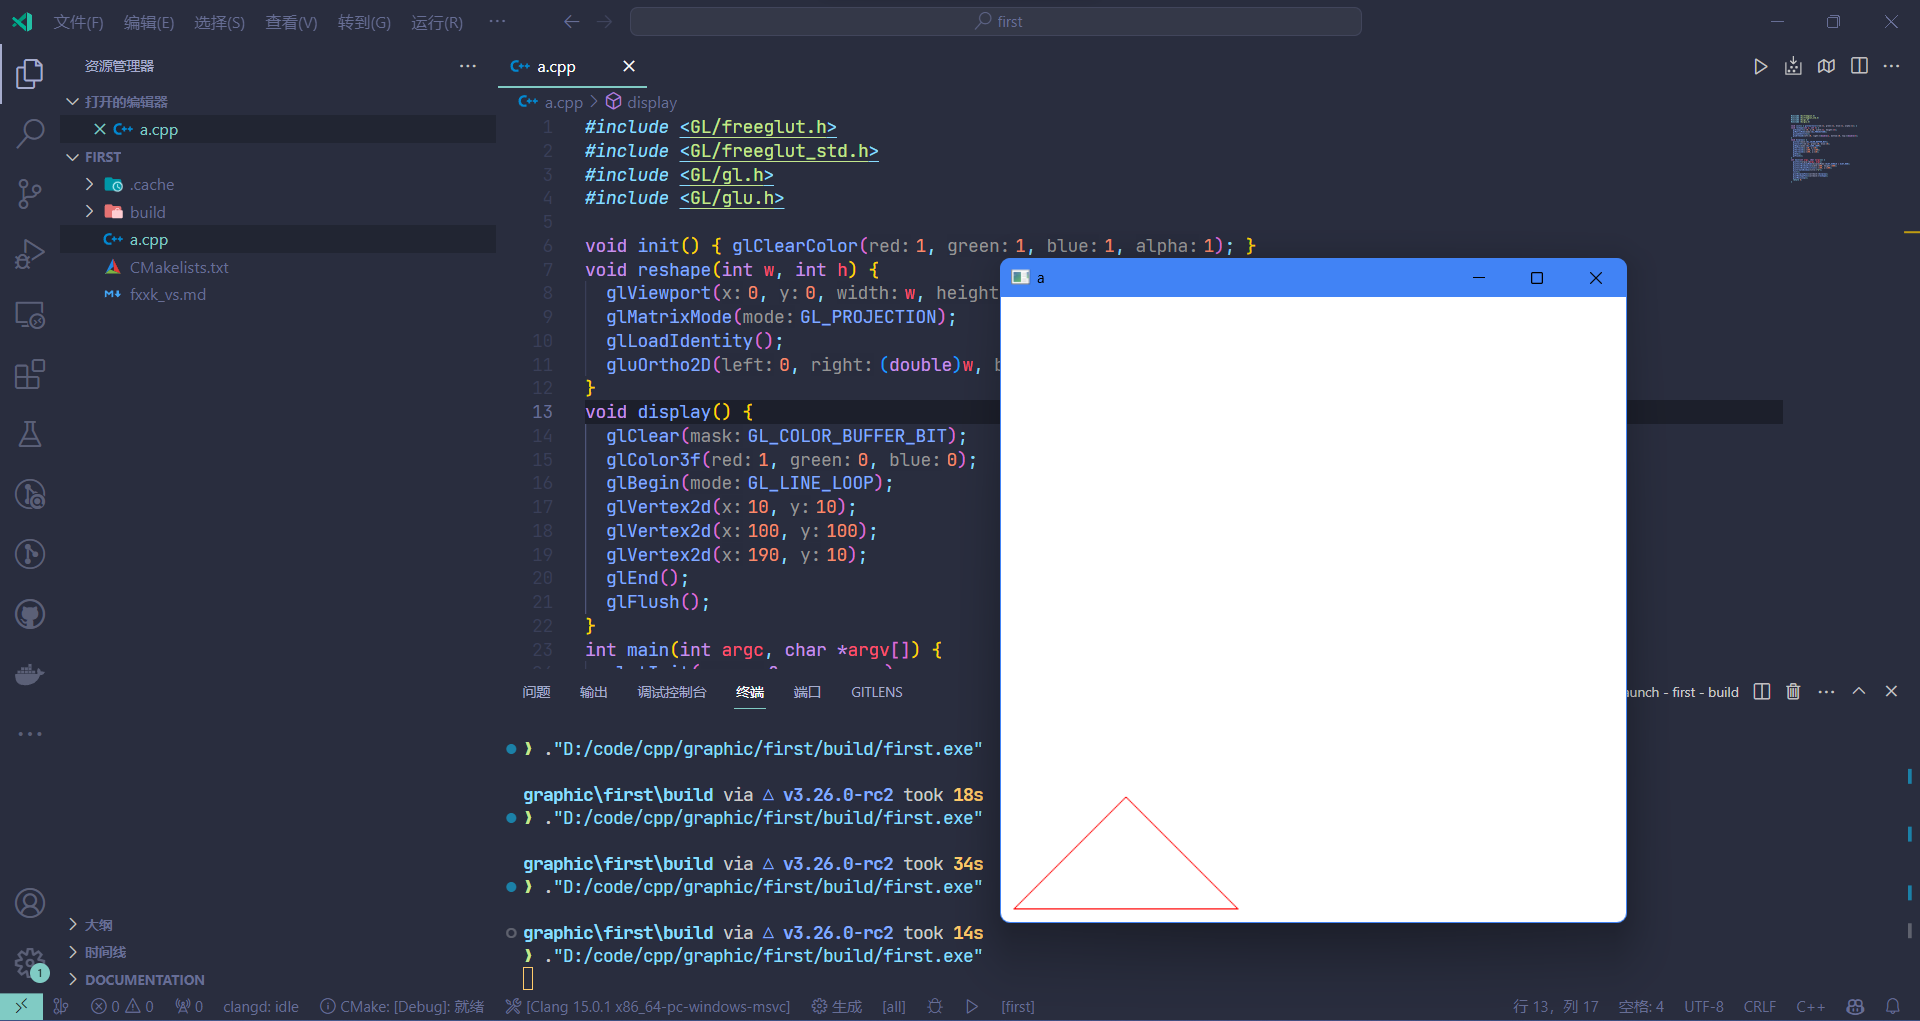 文件(F) 编辑(E) 选择(S) 查看(V) 转到(G) 运行(R) ··· first
资源管理器 ···
打开的编辑器
a.cpp
FIRST
.cache
build
a.cpp
CMakelists.txt
fxxk_vs.md
大纲
时间线
DOCUMENTATION
a.cpp
a.cpp > display
1 #include <GL/freeglut.h>
2 #include <GL/freeglut_std.h>
3 #include <GL/gl.h>
4 #include <GL/glu.h>
5
6 void init() { glClearColor(red: 1, green: 1, blue: 1, alpha: 1); }
7 void reshape(int w, int h) {
8 glViewport(x: 0, y: 0, width: w, height
9 glMatrixMode(mode: GL_PROJECTION);
10 glLoadIdentity();
11 gluOrtho2D(left: 0, right: (double)w, b
12 }
13 void display() {
14 glClear(mask: GL_COLOR_BUFFER_BIT);
15 glColor3f(red: 1, green: 0, blue: 0);
16 glBegin(mode: GL_LINE_LOOP);
17 glVertex2d(x: 10, y: 10);
18 glVertex2d(x: 100, y: 100);
19 glVertex2d(x: 190, y: 10);
20 glEnd();
21 glFlush();
22 }
23 int main(int argc, char *argv[]) {
a
问题 输出 调试控制台 终端 端口 GITLENS
aunch - first - build
❯ ."D:/code/cpp/graphic/first/build/first.exe"
graphic\first\build via △ v3.26.0-rc2 took 18s
❯ ."D:/code/cpp/graphic/first/build/first.exe"
graphic\first\build via △ v3.26.0-rc2 took 34s
❯ ."D:/code/cpp/graphic/first/build/first.exe"
graphic\first\build via △ v3.26.0-rc2 took 14s
❯ ."D:/code/cpp/graphic/first/build/first.exe"
1
0 0 0 clangd: idle CMake: [Debug]: 就绪 [Clang 15.0.1 x86_64-pc-windows-msvc] 生成 [all] [first] 行 13, 列 17 空格: 4 UTF-8 CRLF C++